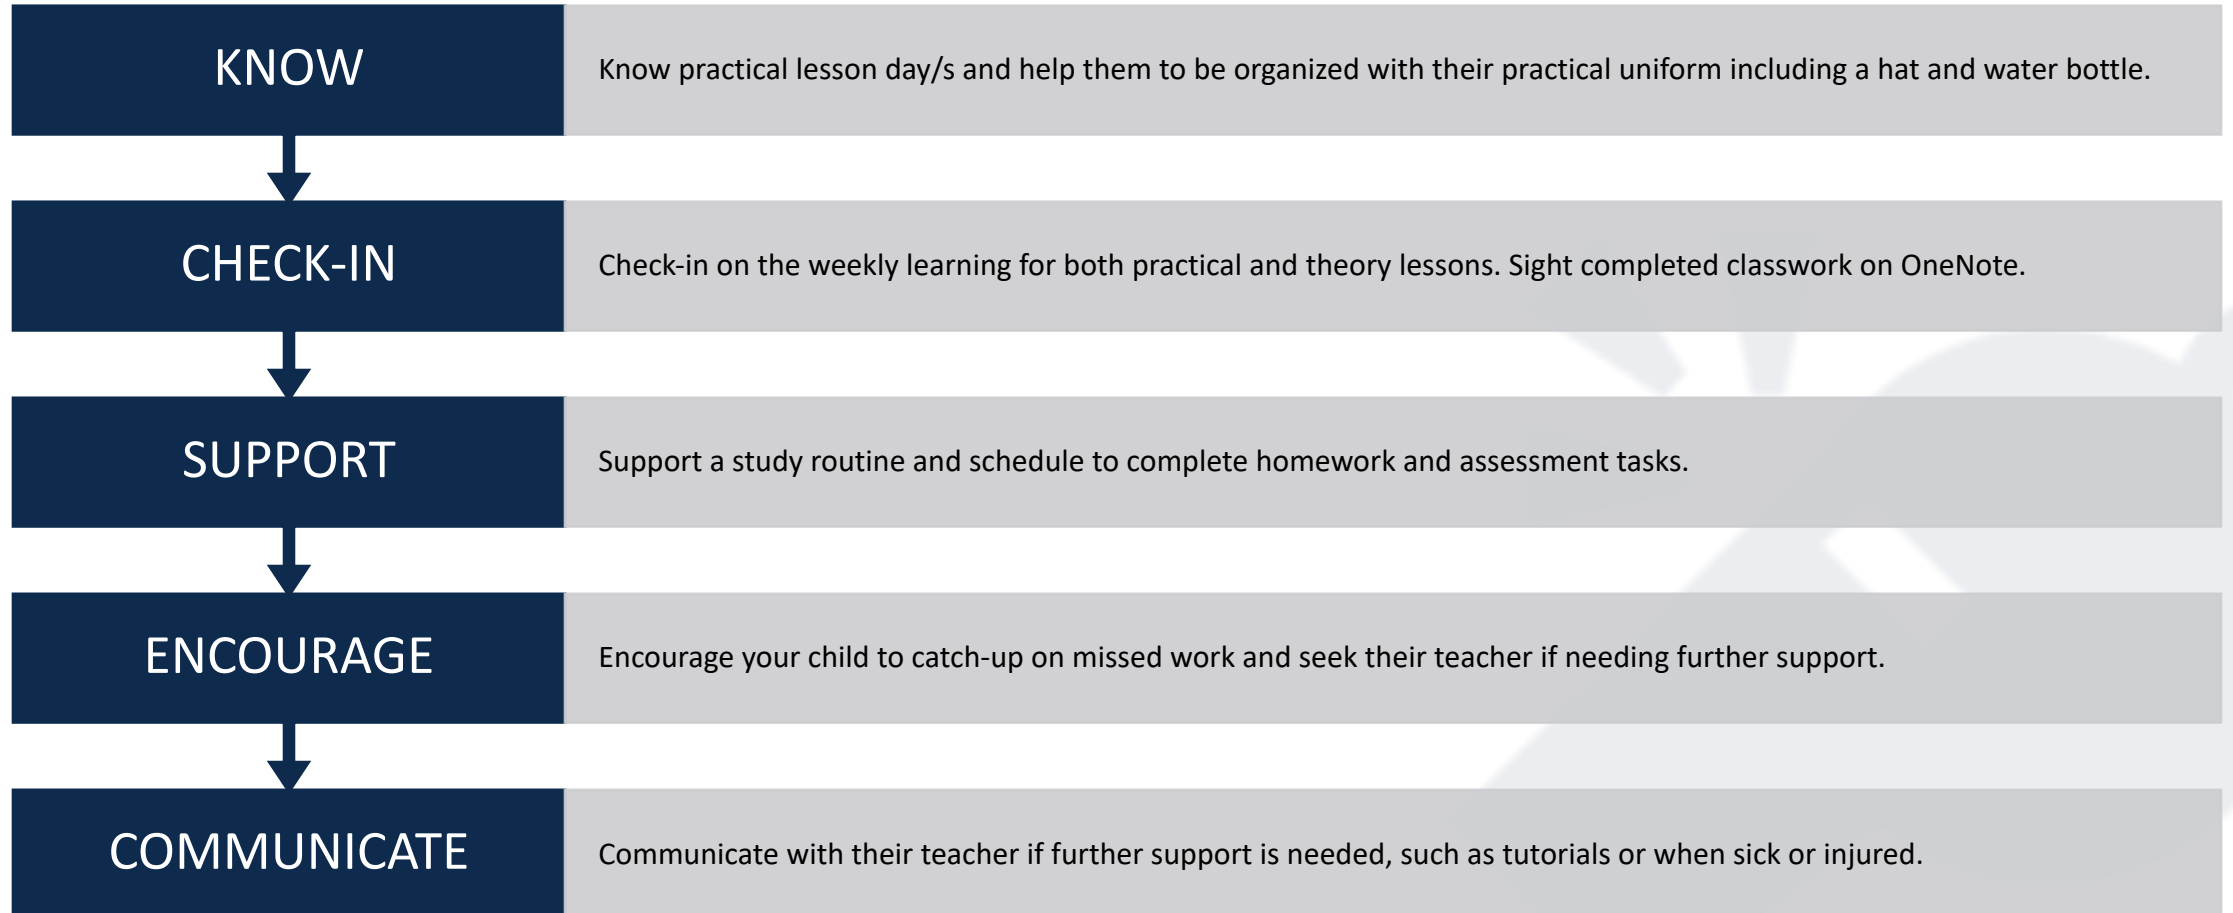 KNOW
Know practical lesson day/s and help them to be organized with their practical uniform including a hat and water bottle.
CHECK-IN
Check-in on the weekly learning for both practical and theory lessons. Sight completed classwork on OneNote.
SUPPORT
Support a study routine and schedule to complete homework and assessment tasks.
ENCOURAGE
Encourage your child to catch-up on missed work and seek their teacher if needing further support.
COMMUNICATE
Communicate with their teacher if further support is needed, such as tutorials or when sick or injured.